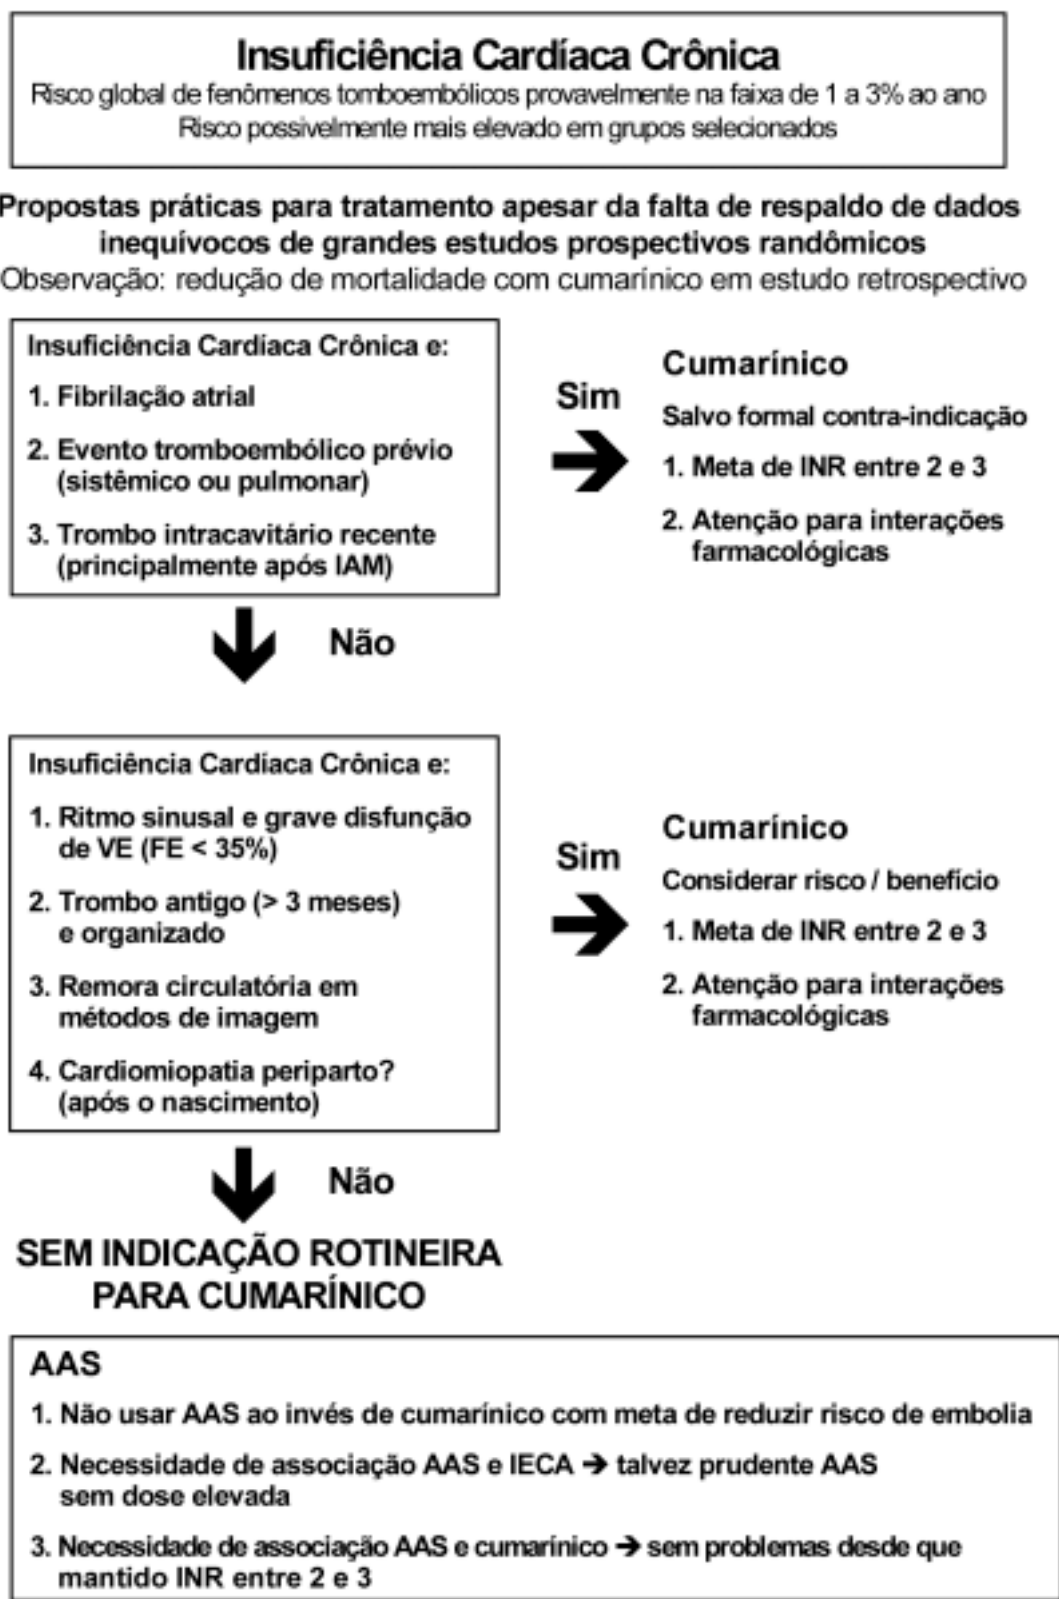 Insuficiência Cardíaca Crônica
Risco global de fenômenos tomboembólicos provavelmente na faixa de 1 a 3% ao ano
Risco possivelmente mais elevado em grupos selecionados
Propostas práticas para tratamento apesar da falta de respaldo de dados
inequívocos de grandes estudos prospectivos randômicos
Observação: redução de mortalidade com cumarínico em estudo retrospectivo
Insuficiência Cardíaca Crônica e:
1. Fibrilação atrial
2. Evento tromboembólico prévio
(sistêmico ou pulmonar)
3. Trombo intracavitário recente
(principalmente após IAM)
Sim
Cumarínico
Salvo formal contra-indicação
1. Meta de INR entre 2 e 3
2. Atenção para interações
farmacológicas
Não
Insuficiência Cardíaca Crônica e:
1. Ritmo sinusal e grave disfunção
de VE (FE < 35%)
2. Trombo antigo (> 3 meses)
e organizado
3. Remora circulatória em
métodos de imagem
4. Cardiomiopatia periparto?
(após o nascimento)
Sim
Cumarínico
Considerar risco / benefício
1. Meta de INR entre 2 e 3
2. Atenção para interações
farmacológicas
Não
SEM INDICAÇÃO ROTINEIRA
PARA CUMARÍNICO
AAS
1. Não usar AAS ao invés de cumarínico com meta de reduzir risco de embolia
2. Necessidade de associação AAS e IECA ➔ talvez prudente AAS
sem dose elevada
3. Necessidade de associação AAS e cumarínico ➔ sem problemas desde que
mantido INR entre 2 e 3